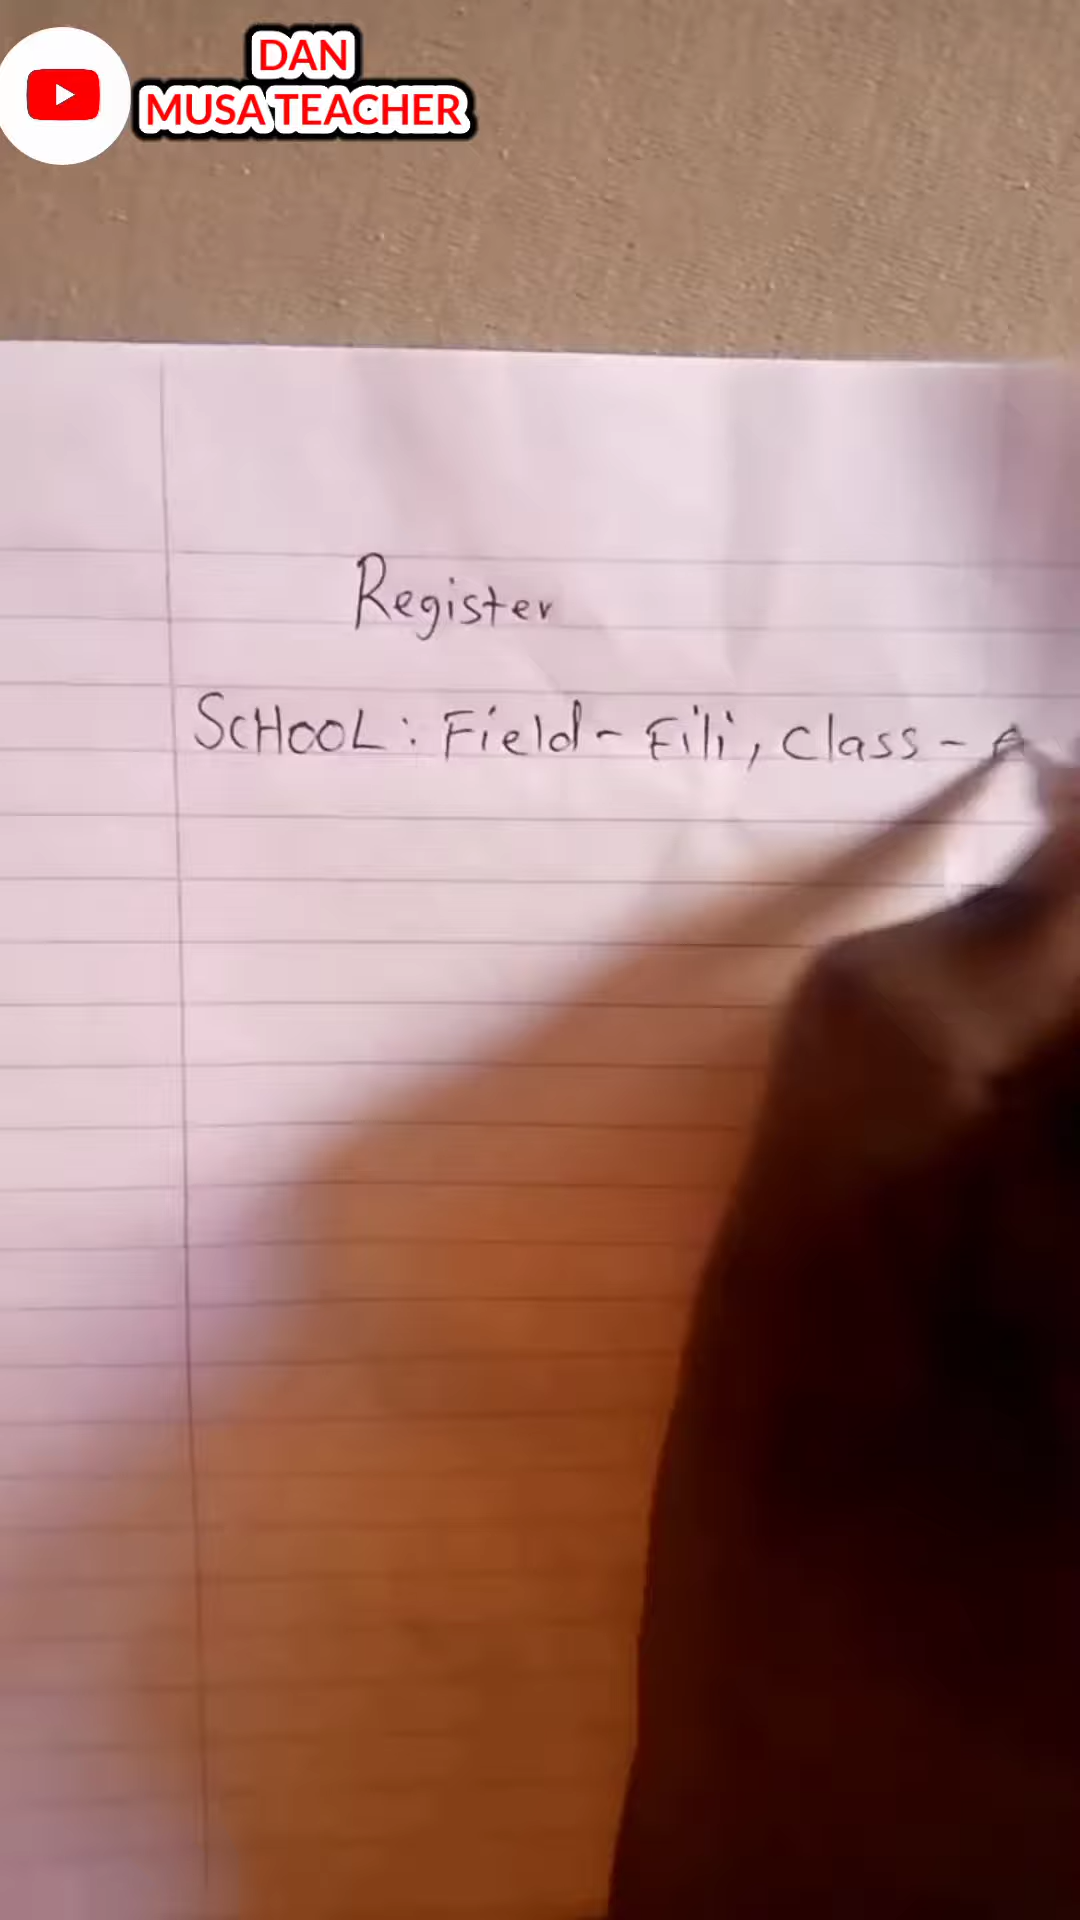 DAN
MUSA TEACHER
Register
SCHOOL: Field - Fili, Class - A